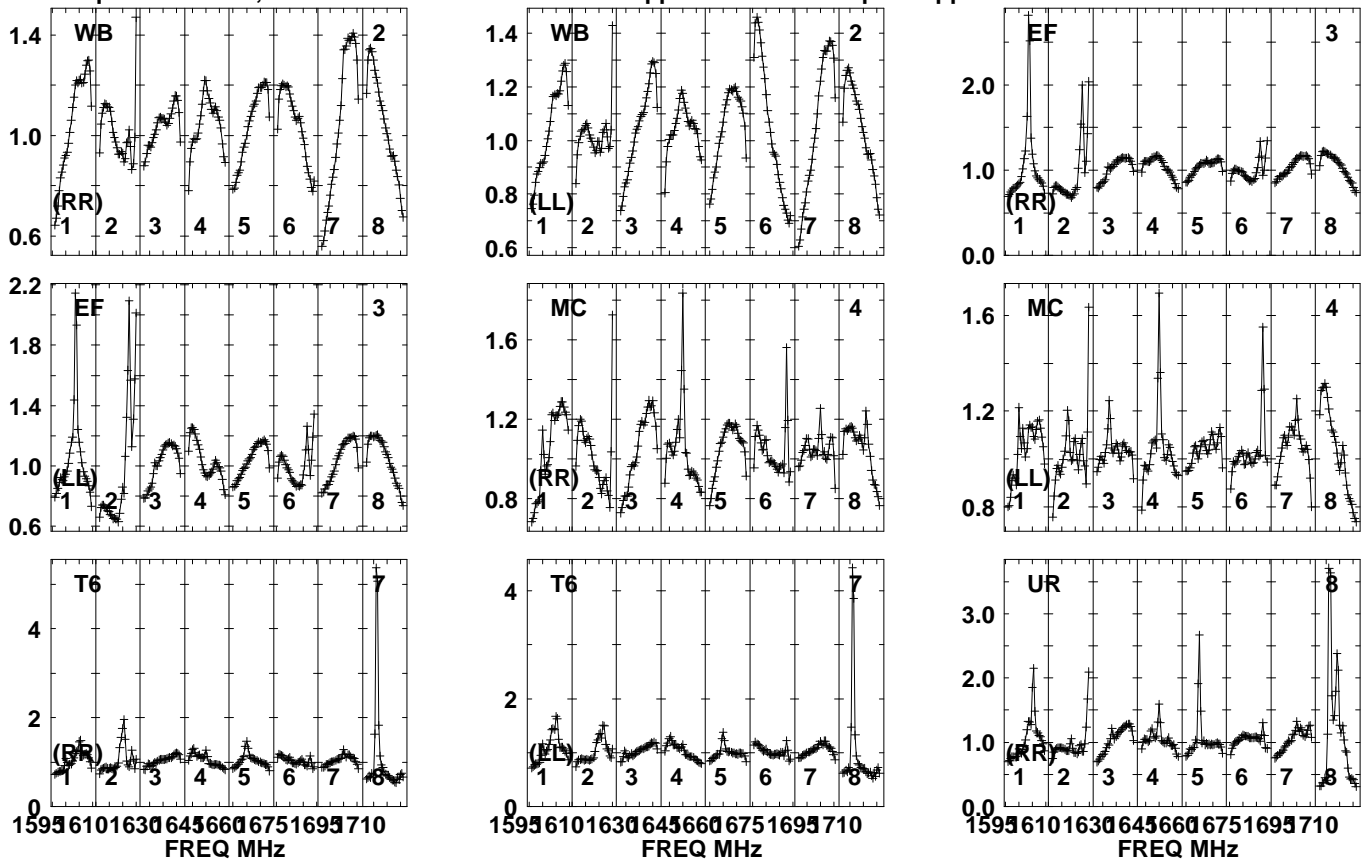 WB 2
1.4
1.0
0.6
(RR)
1 2 3 4 5 6 7 8
WB 2
1.4
1.2
1.0
0.8
0.6
(LL)
1 2 3 4 5 6 7 8
EF 3
2.0
1.0
0.0
(RR)
1 2 3 4 5 6 7 8
EF 3
2.2
1.8
1.4
1.0
0.6
(LL)
1 2 3 4 5 6 7 8
MC 4
1.6
1.2
0.8
(RR)
1 2 3 4 5 6 7 8
MC 4
1.6
1.2
0.8
(LL)
1 2 3 4 5 6 7 8
T6 7
4
2
0
(RR)
1 2 3 4 5 6 7 8
1595 1610 1630 1645 1660 1675 1695 1710
FREQ MHz
T6 7
4
2
0
(LL)
1 2 3 4 5 6 7 8
1595 1610 1630 1645 1660 1675 1695 1710
FREQ MHz
UR 8
3.0
2.0
1.0
0.0
(RR)
1 2 3 4 5 6 7 8
1595 1610 1630 1645 1660 1675 1695 1710
FREQ MHz